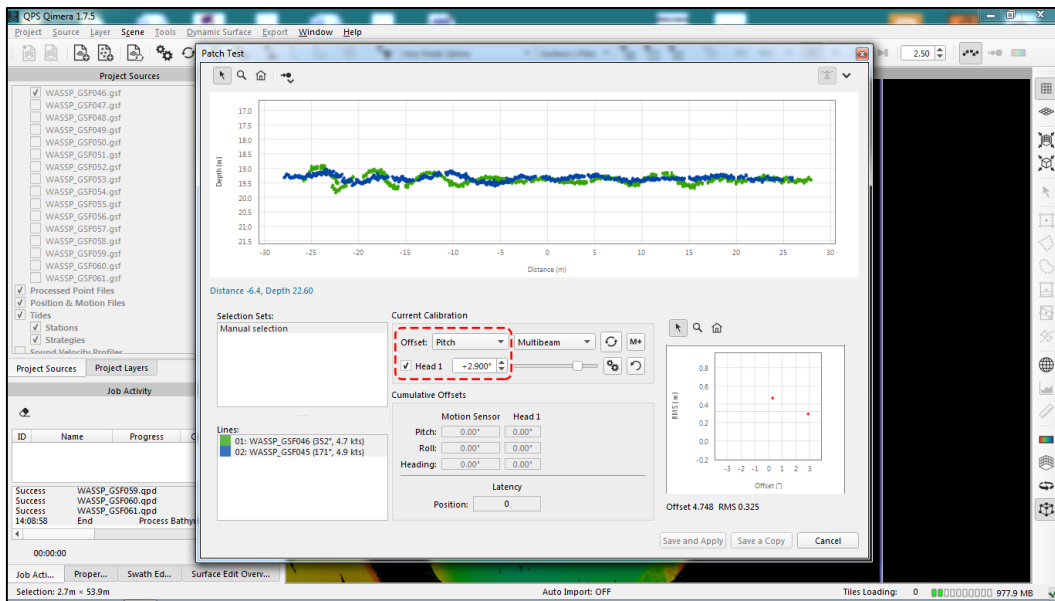 QPS Qimera 1.7.5
Project Source Layer Scene Tools Dynamic Surface Export Window Help
2.50
Project Sources
WASSP_GSF046.gsf
WASSP_GSF047.gsf
WASSP_GSF048.gsf
WASSP_GSF049.gsf
WASSP_GSF050.gsf
WASSP_GSF051.gsf
WASSP_GSF052.gsf
WASSP_GSF053.gsf
WASSP_GSF054.gsf
WASSP_GSF055.gsf
WASSP_GSF056.gsf
WASSP_GSF057.gsf
WASSP_GSF058.gsf
WASSP_GSF059.gsf
WASSP_GSF060.gsf
WASSP_GSF061.gsf
Processed Point Files
Position & Motion Files
Tides
Stations
Strategies
Sound Velocity Profiles
Project Sources Project Layers
Job Activity
ID Name Progress
Success WASSP_GSF059.qpd
Success WASSP_GSF060.qpd
Success WASSP_GSF061.qpd
14:08:58 End Process Bathy
00:00:00
Job Acti... Proper... Swath Ed... Surface Edit Overv...
Patch Test
Depth (m)
17.0
17.5
18.0
18.5
19.0
19.5
20.0
20.5
21.0
21.5
-30 -25 -20 -15 -10 -5 0 5 10 15 20 25 30
Distance (m)
Distance -6.4, Depth 22.60
Selection Sets:
Manual selection
Lines:
01: WASSP_GSF046 (352°, 4.7 kts)
02: WASSP_GSF045 (171°, 4.9 kts)
Current Calibration
Offset: Pitch Multibeam M+
Head 1 +2.900°
Cumulative Offsets
Motion Sensor Head 1
Pitch: 0.00° 0.00°
Roll: 0.00° 0.00°
Heading: 0.00° 0.00°
Latency
Position: 0
RMS (m)
0.8
0.6
0.4
0.2
0.0
-0.2
-3 -2 -1 0 1 2 3
Offset (°)
Offset 4.748 RMS 0.325
Save and Apply Save a Copy Cancel
Selection: 2.7m × 53.9m Auto Import: OFF Tiles Loading: 0 977.9 MB